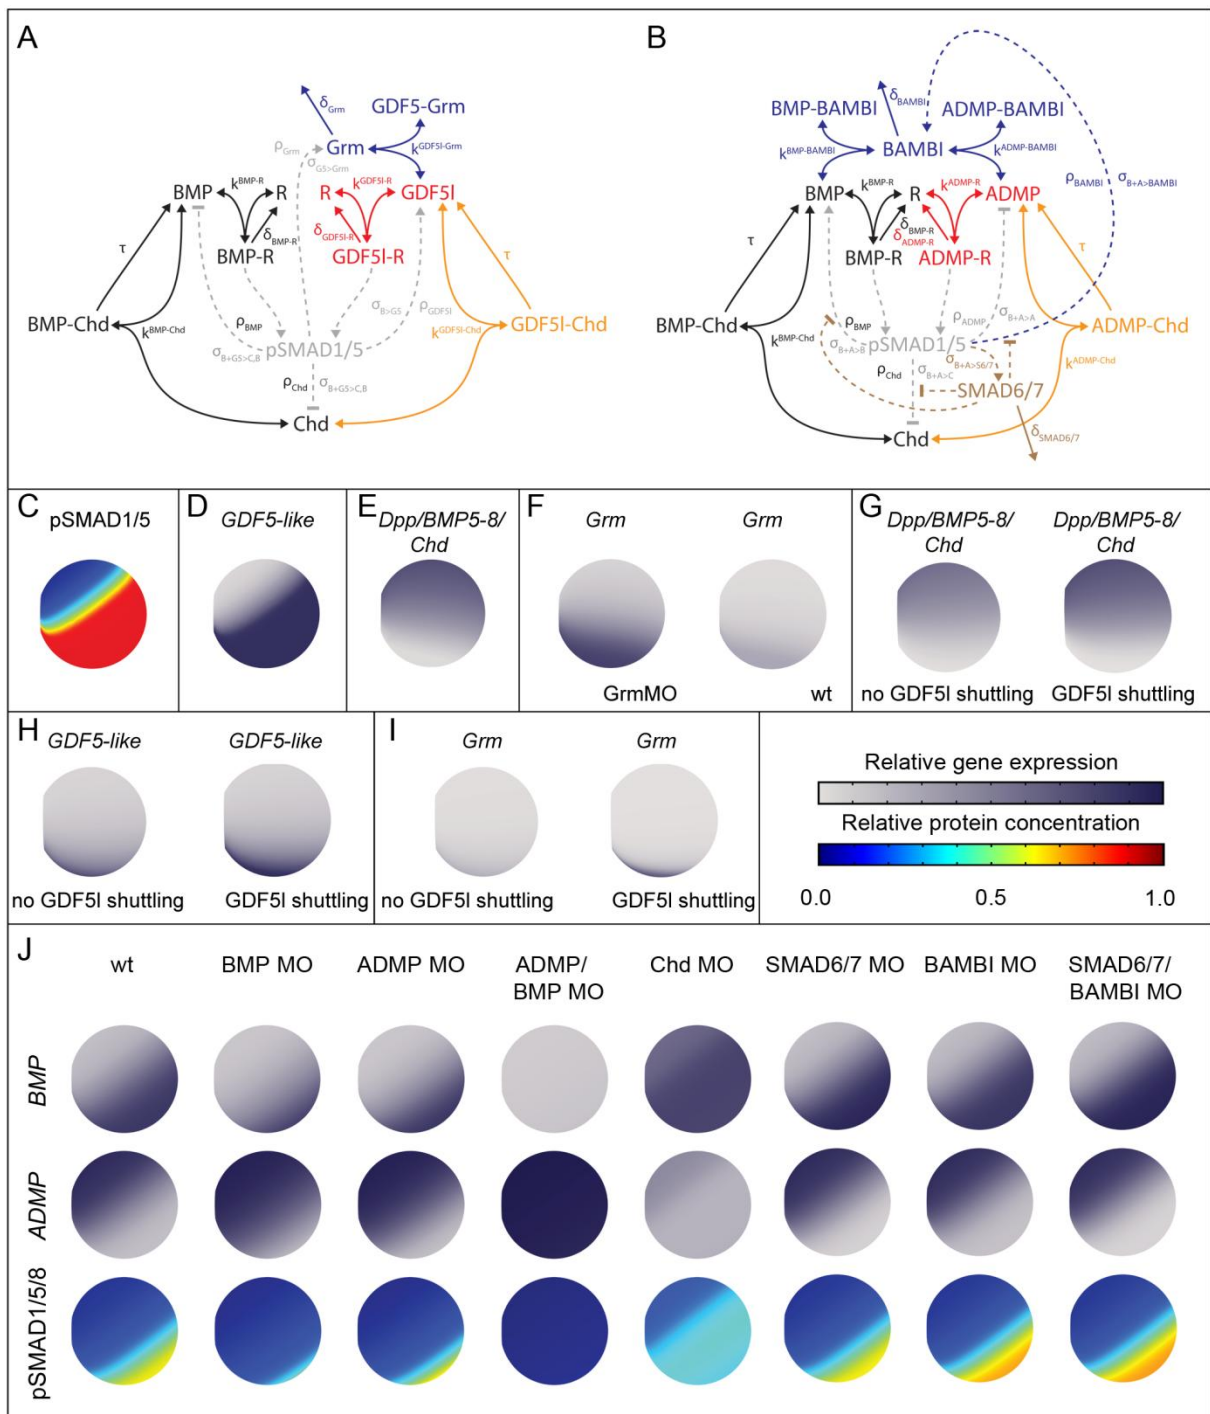 A
δGrm
GDF5-Grm
ρGrm
Grm
σG5>Grm
kGDF5l-Grm
BMP
kBMP-R
R
R
kGDF5l-R
GDF5l
δBMP-R
δGDF5l-R
τ
BMP-R
GDF5l-R
τ
σB>G5
ρGDF5l
BMP-Chd
ρBMP
kGDF5l-Chd
GDF5l-Chd
kBMP-Chd
σB+G5>C,B
pSMAD1/5
ρChd
σB+G5>C,B
Chd
B
BMP-BAMBI
δBAMBI
ADMP-BAMBI
kBMP-BAMBI
BAMBI
kADMP-BAMBI
ρBAMBI
σB+A>BAMBI
BMP
kBMP-R
R
kADMP-R
ADMP
δBMP-R
δADMP-R
τ
BMP-R
ADMP-R
τ
BMP-Chd
ρBMP
ρADMP
σB+A>A
ADMP-Chd
kBMP-Chd
σB+A>B
pSMAD1/5
σB+A>S6/7
kADMP-Chd
ρChd
σB+A>C
SMAD6/7
Chd
δSMAD6/7
C
pSMAD1/5
D
GDF5-like
E
Dpp/BMP5-8/
Chd
F
Grm
Grm
GrmMO
wt
G
Dpp/BMP5-8/
Chd
Dpp/BMP5-8/
Chd
no GDF5l shuttling
GDF5l shuttling
H
GDF5-like
GDF5-like
no GDF5l shuttling
GDF5l shuttling
I
Grm
Grm
no GDF5l shuttling
GDF5l shuttling
Relative gene expression
Relative protein concentration
0.0 0.5 1.0
J
wt
BMP MO
ADMP MO
ADMP/
BMP MO
Chd MO
SMAD6/7 MO
BAMBI MO
SMAD6/7/
BAMBI MO
BMP
ADMP
pSMAD1/5/8